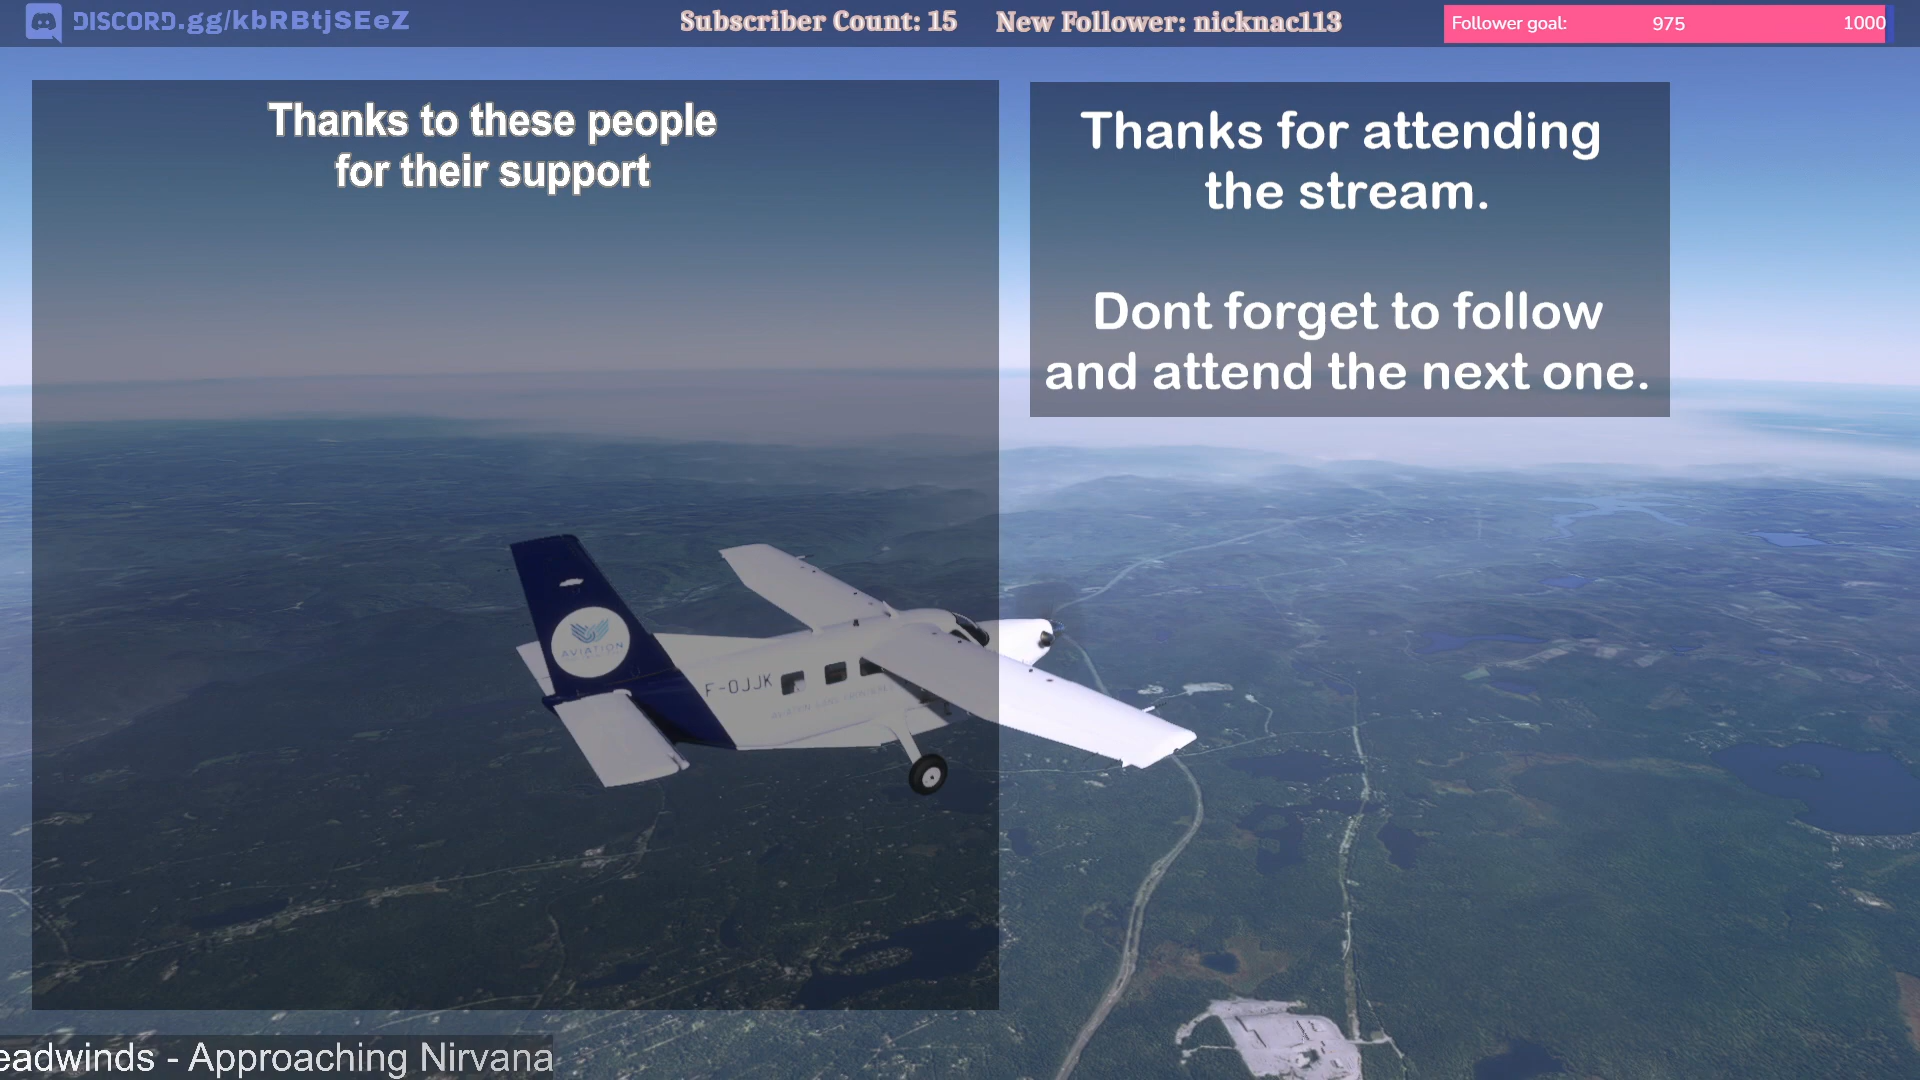 DISCORD.gg/kbRBtjSEeZ
Subscriber Count: 15
New Follower: nicknac113
Follower goal: 975 1000
Thanks to these people
for their support
Thanks for attending
the stream.
Dont forget to follow
and attend the next one.
AVIATION
F-OJJK
eadwinds - Approaching Nirvana